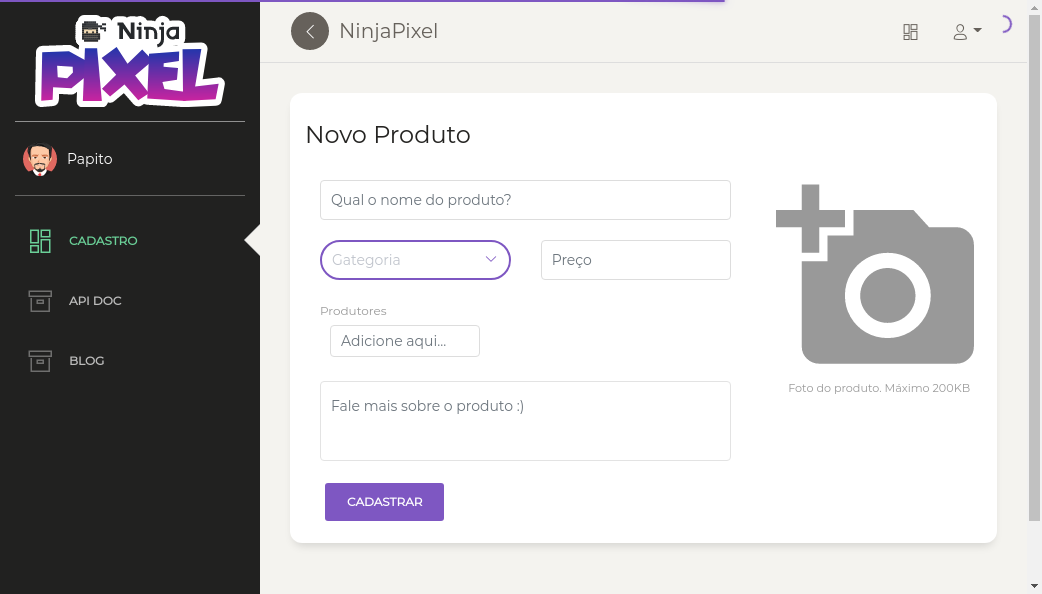 Ninja
PIXEL
NinjaPixel
Papito
CADASTRO
API DOC
BLOG
Novo Produto
Qual o nome do produto?
Gategoria
Preço
Produtores
Adicione aqui...
Fale mais sobre o produto :)
CADASTRAR
Foto do produto. Máximo 200KB